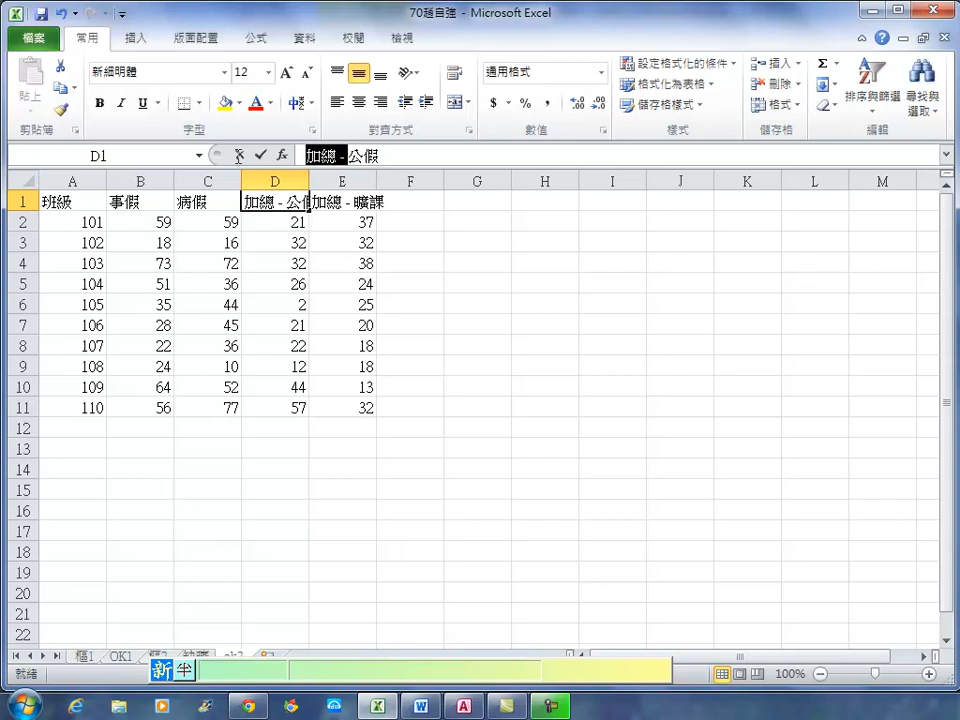 70趟自強 - Microsoft Excel
檔案 常用 插入 版面配置 公式 資料 校閱 檢視
新細明體 12 通用格式 設定格式化的條件 插入 Σ
貼上 格式化為表格 刪除 排序與篩選 尋找與選取
B I U A $ % , 儲存格樣式 格式
剪貼簿 字型 對齊方式 數值 樣式 儲存格 編輯
D1 fx 加總 - 公假
A B C D E F G H I J K L M
1 班級 事假 病假 加總 - 公假 加總 - 曠課
2 101 59 59 21 37
3 102 18 16 32 32
4 103 73 72 32 38
5 104 51 36 26 24
6 105 35 44 2 25
7 106 28 45 21 20
8 107 22 36 22 18
9 108 24 10 12 18
10 109 64 52 44 13
11 110 56 77 57 32
12
13
14
15
16
17
18
19
20
21
22
樞1 OK1
新 半
就緒 100%